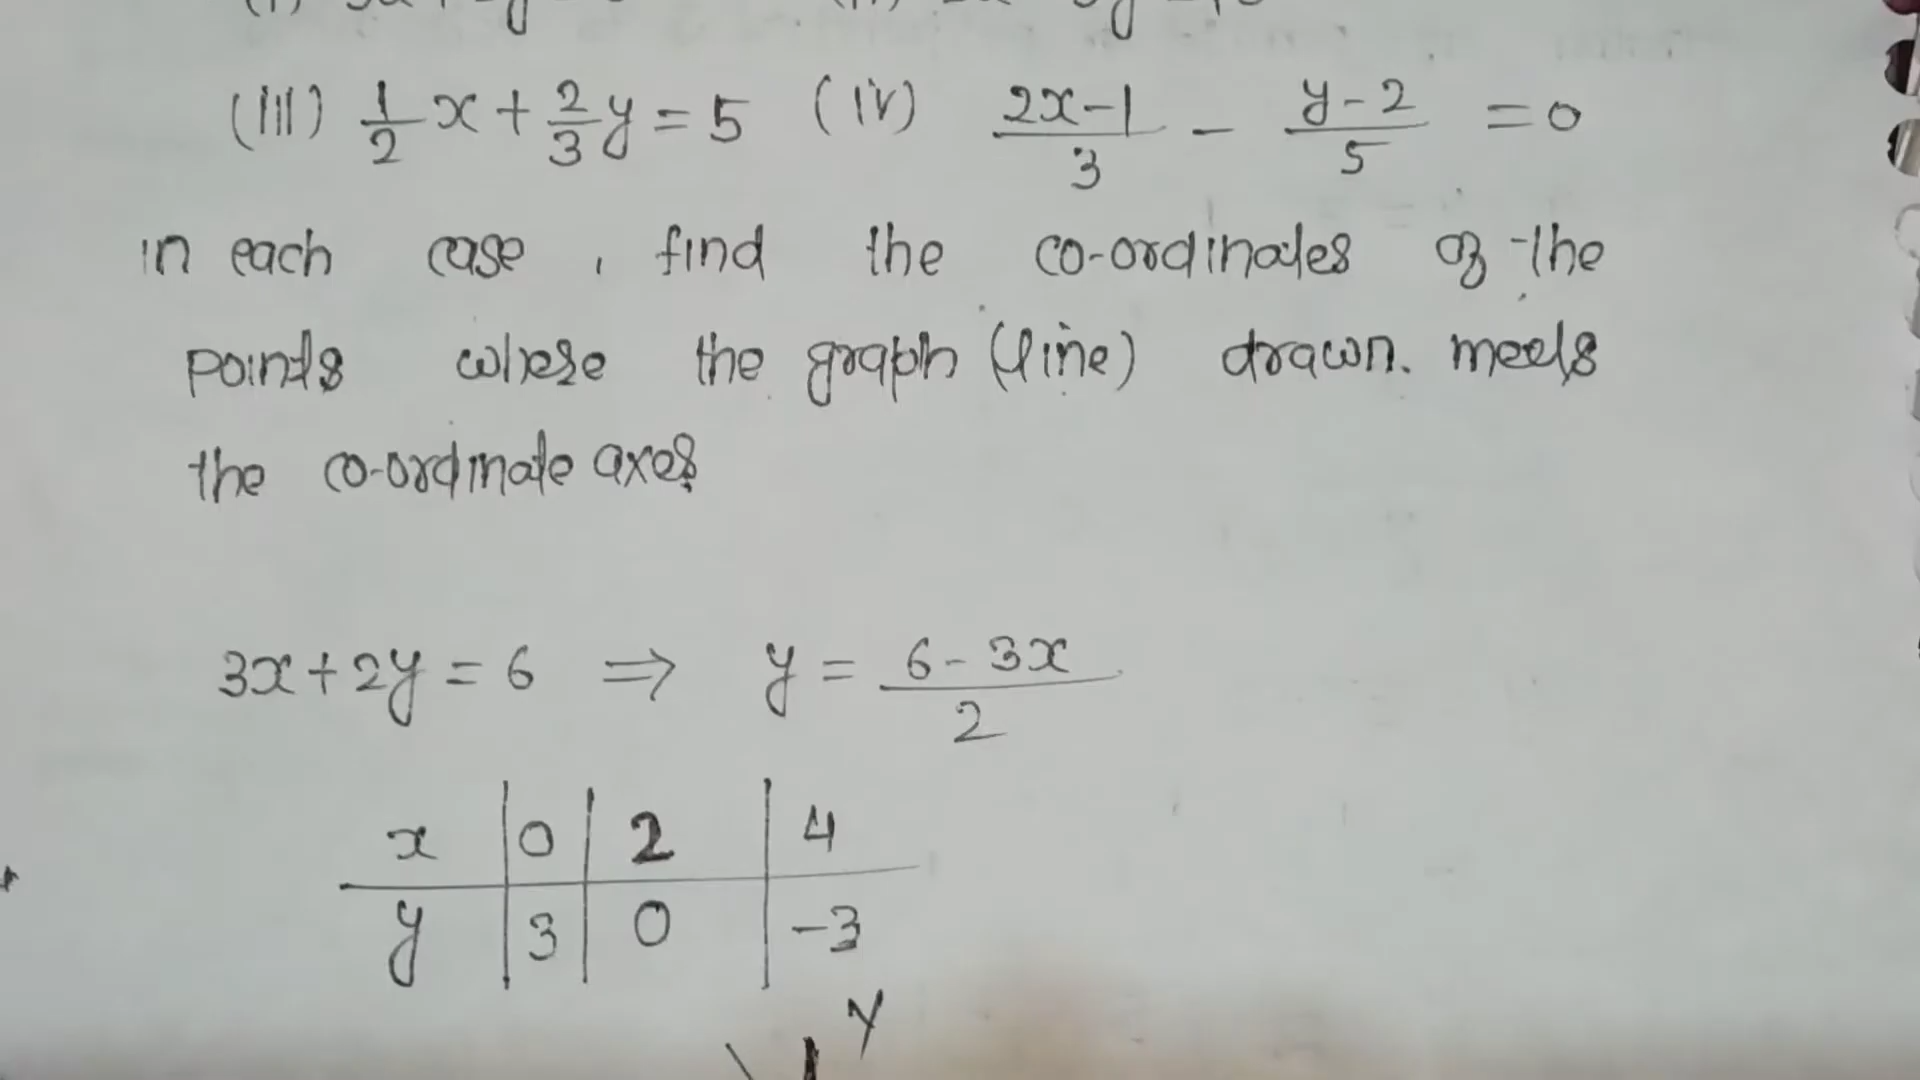 (iii) 1/2 x + 2/3 y = 5 (iv) (2x-1)/3 - (y-2)/5 = 0
in each case, find the co-ordinates of the
points where the graph (line) drawn. meets
the co-ordinate axes
3x+2y=6 ⇒ y = (6-3x)/2
x | 0 | 2 | 4
y | 3 | 0 | -3
Y